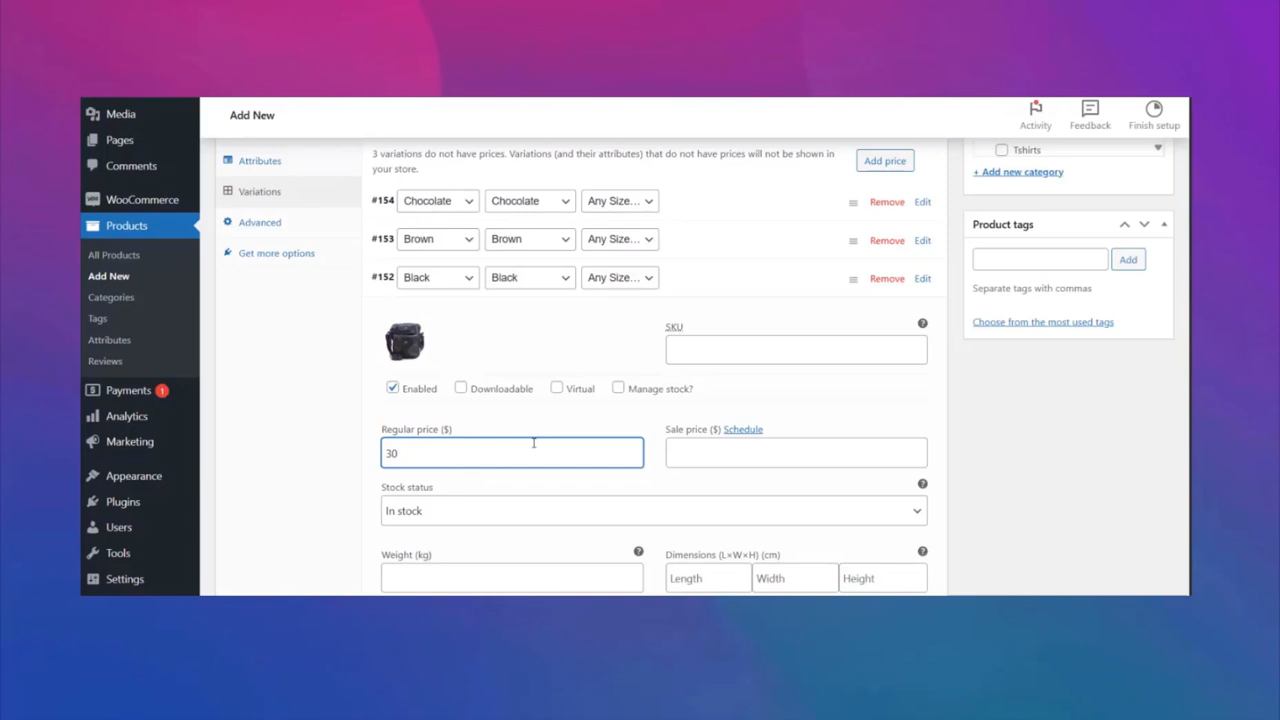 Media
Pages
Comments
WooCommerce
Products
All Products
Add New
Categories
Tags
Attributes
Reviews
Payments 1
Analytics
Marketing
Appearance
Plugins
Users
Tools
Settings
Add New
Activity
Feedback
Finish setup
Attributes
Variations
Advanced
Get more options
3 variations do not have prices. Variations (and their attributes) that do not have prices will not be shown in
your store.
Add price
#154 Chocolate Chocolate Any Size... Remove Edit
#153 Brown Brown Any Size... Remove Edit
#152 Black Black Any Size... Remove Edit
SKU
Enabled Downloadable Virtual Manage stock?
Regular price ($)
30
Sale price ($) Schedule
Stock status
In stock
Weight (kg)
Dimensions (L×W×H) (cm)
Length Width Height
Tshirts
+ Add new category
Product tags
Add
Separate tags with commas
Choose from the most used tags